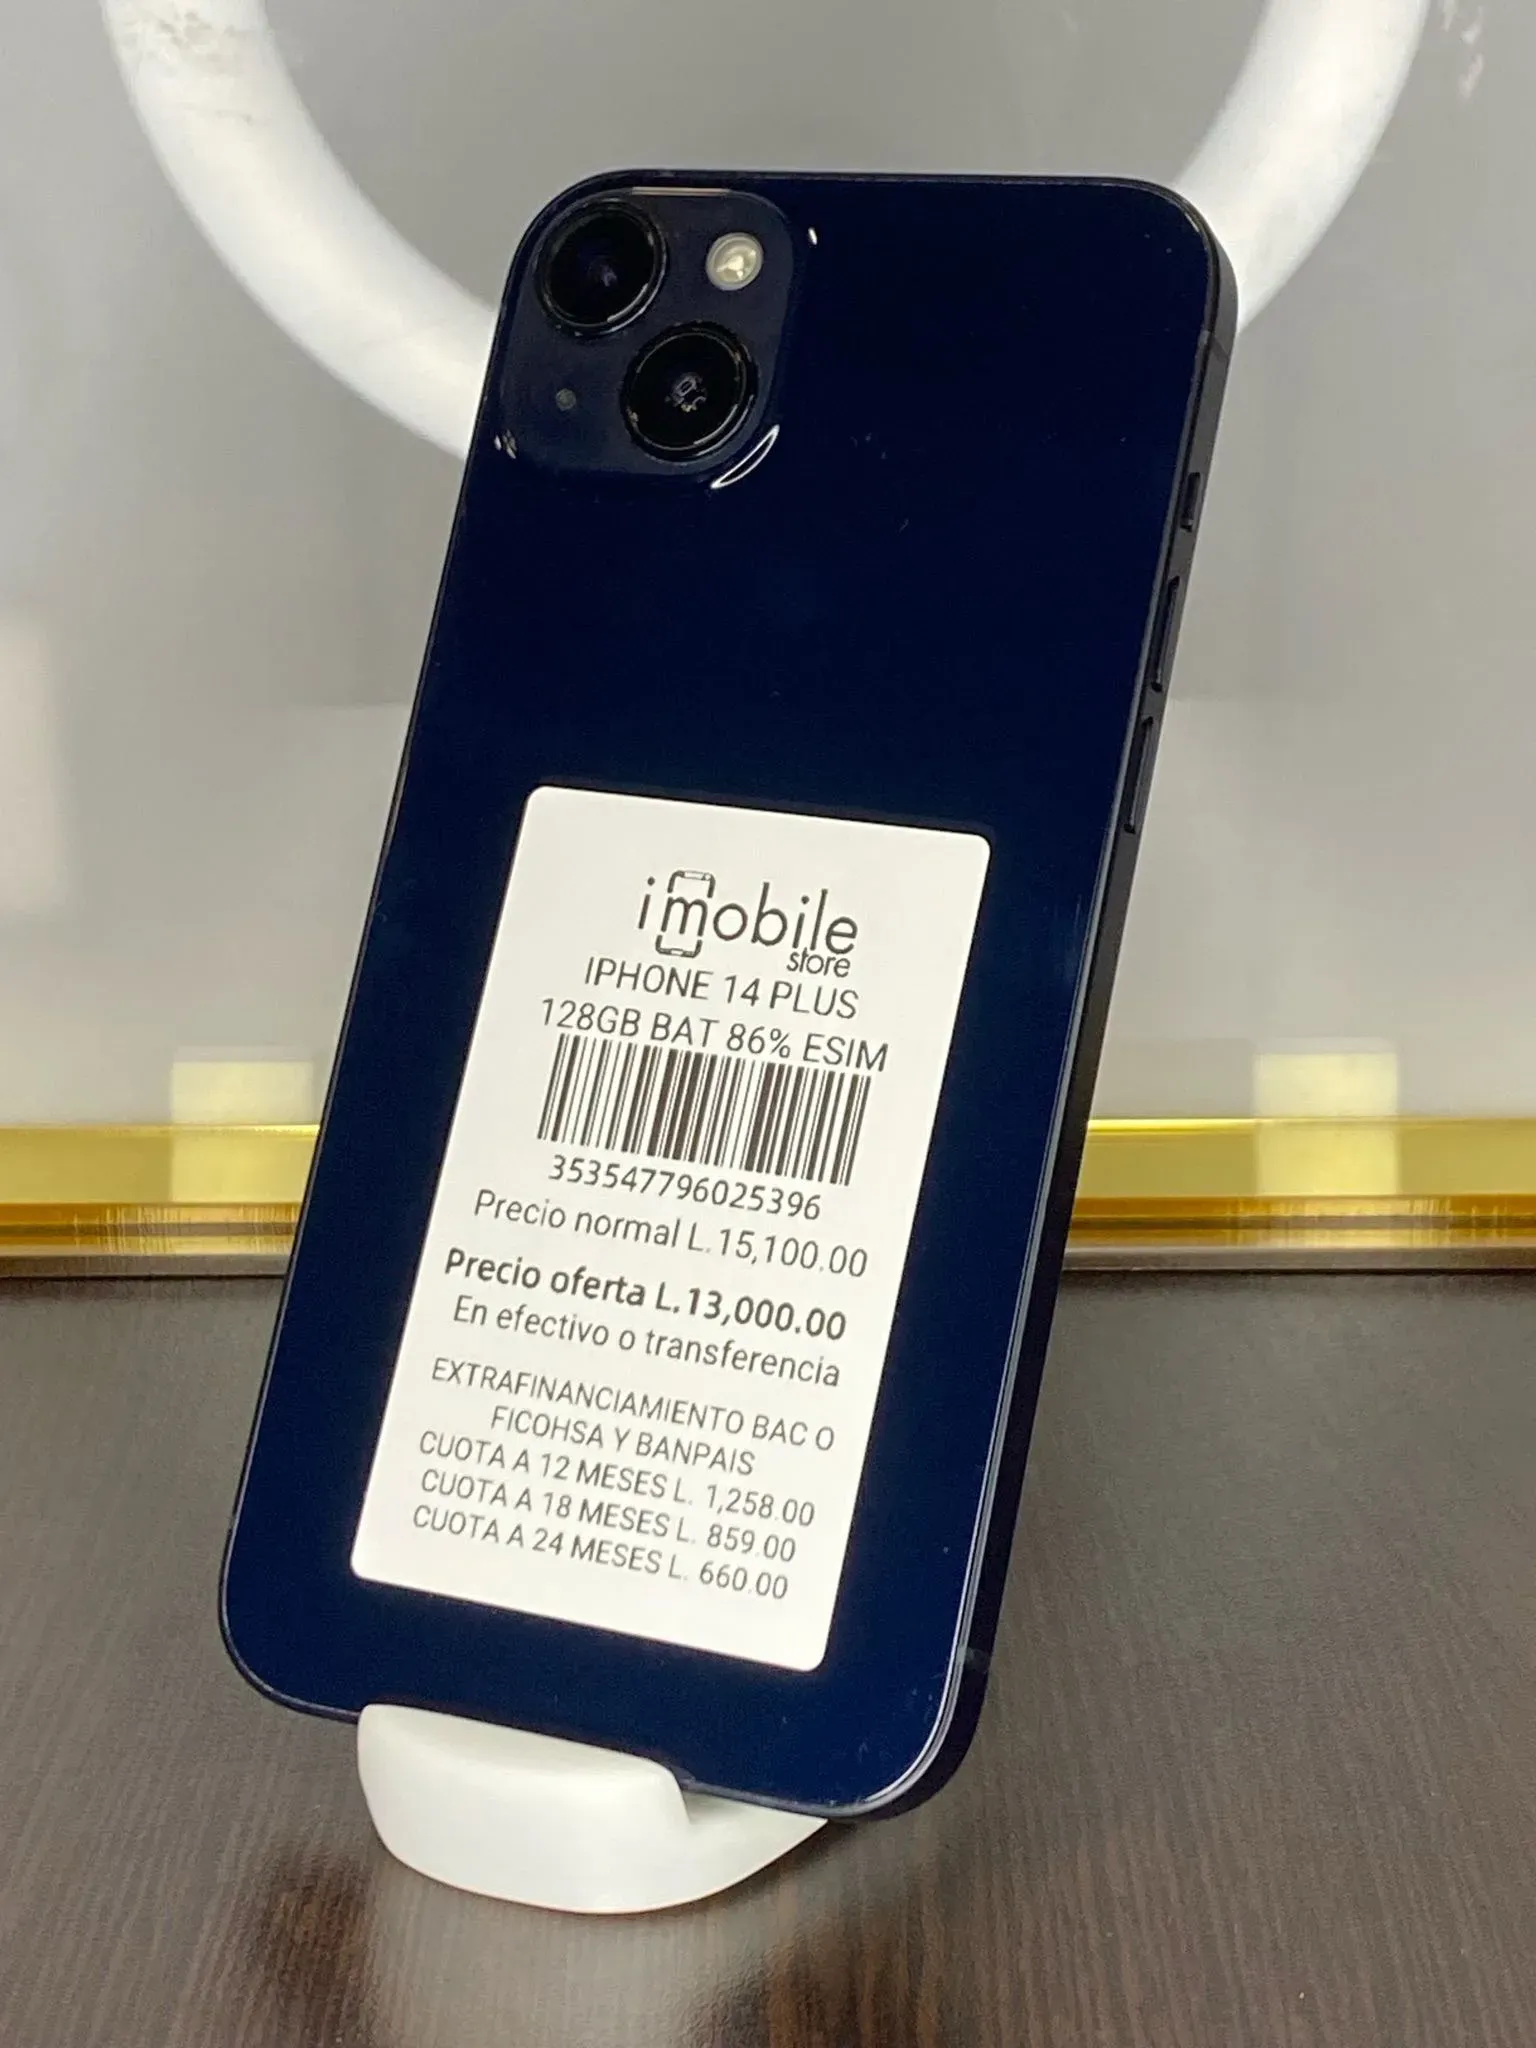 imobile
store
IPHONE 14 PLUS
128GB BAT 86% ESIM
353547796025396
Precio normal L.15,100.00
Precio oferta L.13,000.00
En efectivo o transferencia
EXTRAFINANCIAMIENTO BAC O
FICOHSA Y BANPAIS
CUOTA A 12 MESES L. 1,258.00
CUOTA A 18 MESES L. 859.00
CUOTA A 24 MESES L. 660.00